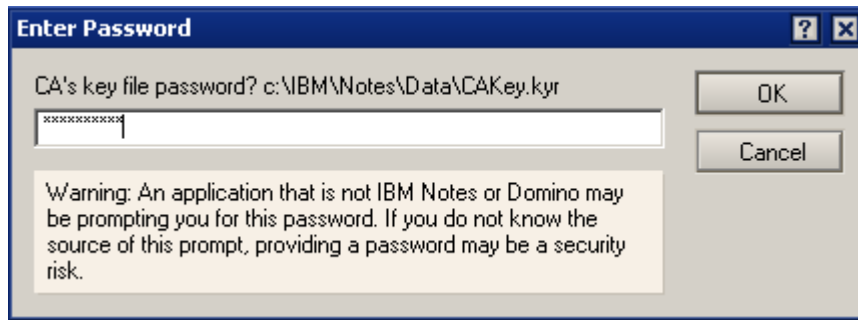 Enter Password
?
CA's key file password? c:\IBM\Notes\Data\CAKey.kyr
OK
xxxxxxxxxx
Cancel
Warning: An application that is not IBM Notes or Domino may
be prompting you for this password. If you do not know the
source of this prompt, providing a password may be a security
risk.